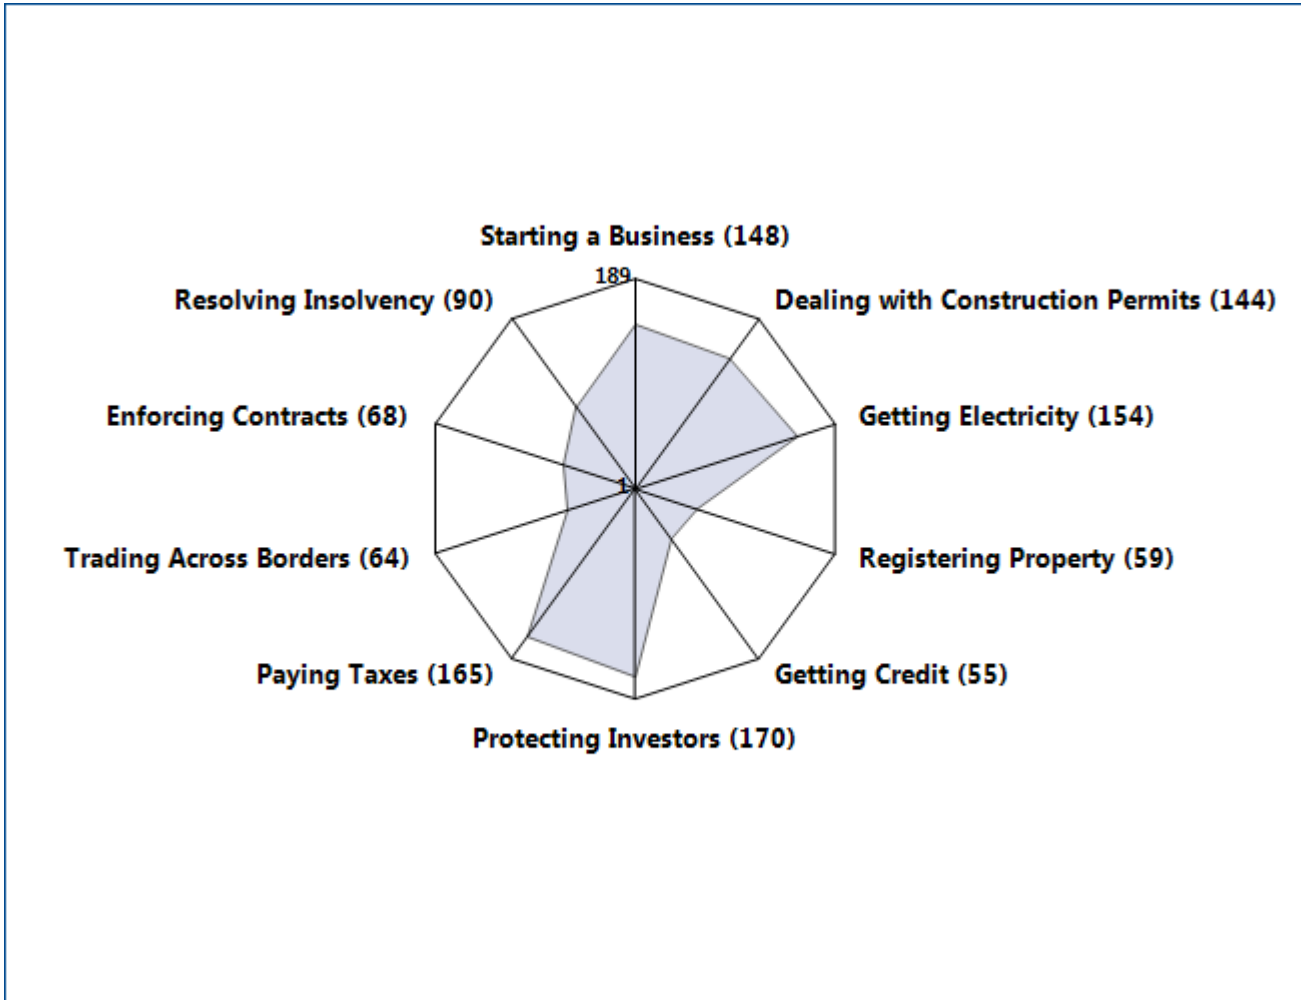 Starting a Business (148)
189
Resolving Insolvency (90)
Dealing with Construction Permits (144)
Enforcing Contracts (68)
Getting Electricity (154)
1
Trading Across Borders (64)
Registering Property (59)
Paying Taxes (165)
Getting Credit (55)
Protecting Investors (170)